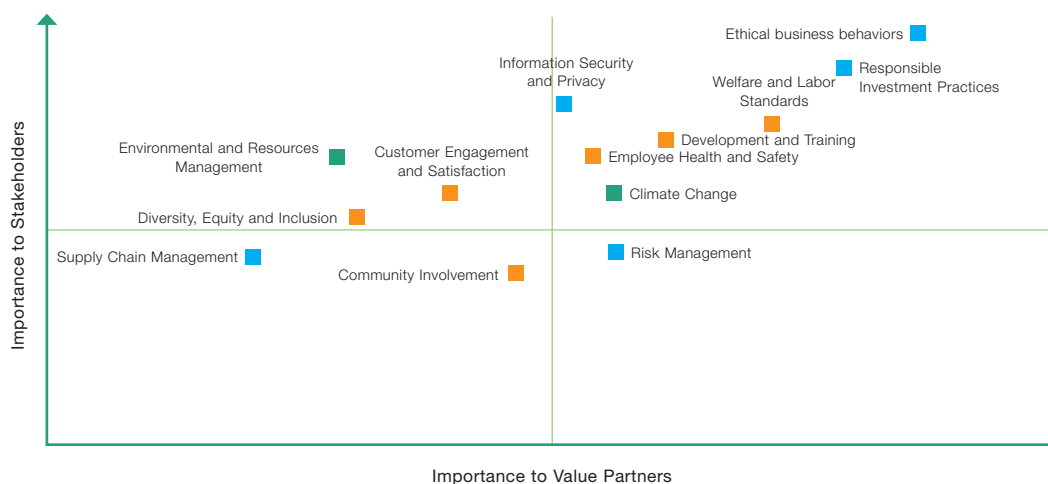 Ethical business behaviors
Information Security
and Privacy
Responsible
Investment Practices
Welfare and Labor
Standards
Development and Training
Environmental and Resources
Management
Customer Engagement
and Satisfaction
Employee Health and Safety
Climate Change
Diversity, Equity and Inclusion
Supply Chain Management
Risk Management
Community Involvement
Importance to Stakeholders
Importance to Value Partners